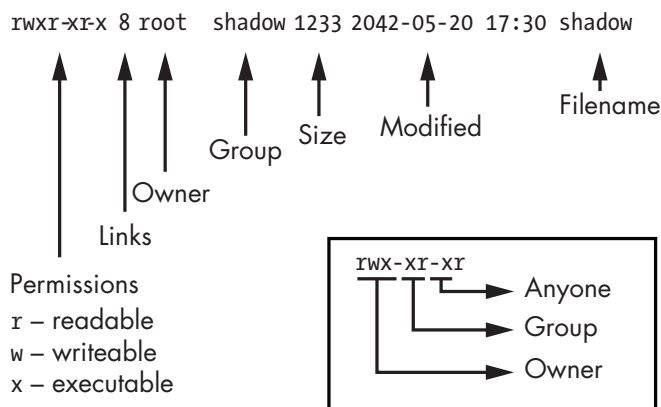 rwxr-xr-x 8 root shadow 1233 2042-05-20 17:30 shadow
Filename
Modified
Size
Group
Owner
Links
Permissions
r – readable
w – writeable
x – executable
rwx-xr-xr
Anyone
Group
Owner